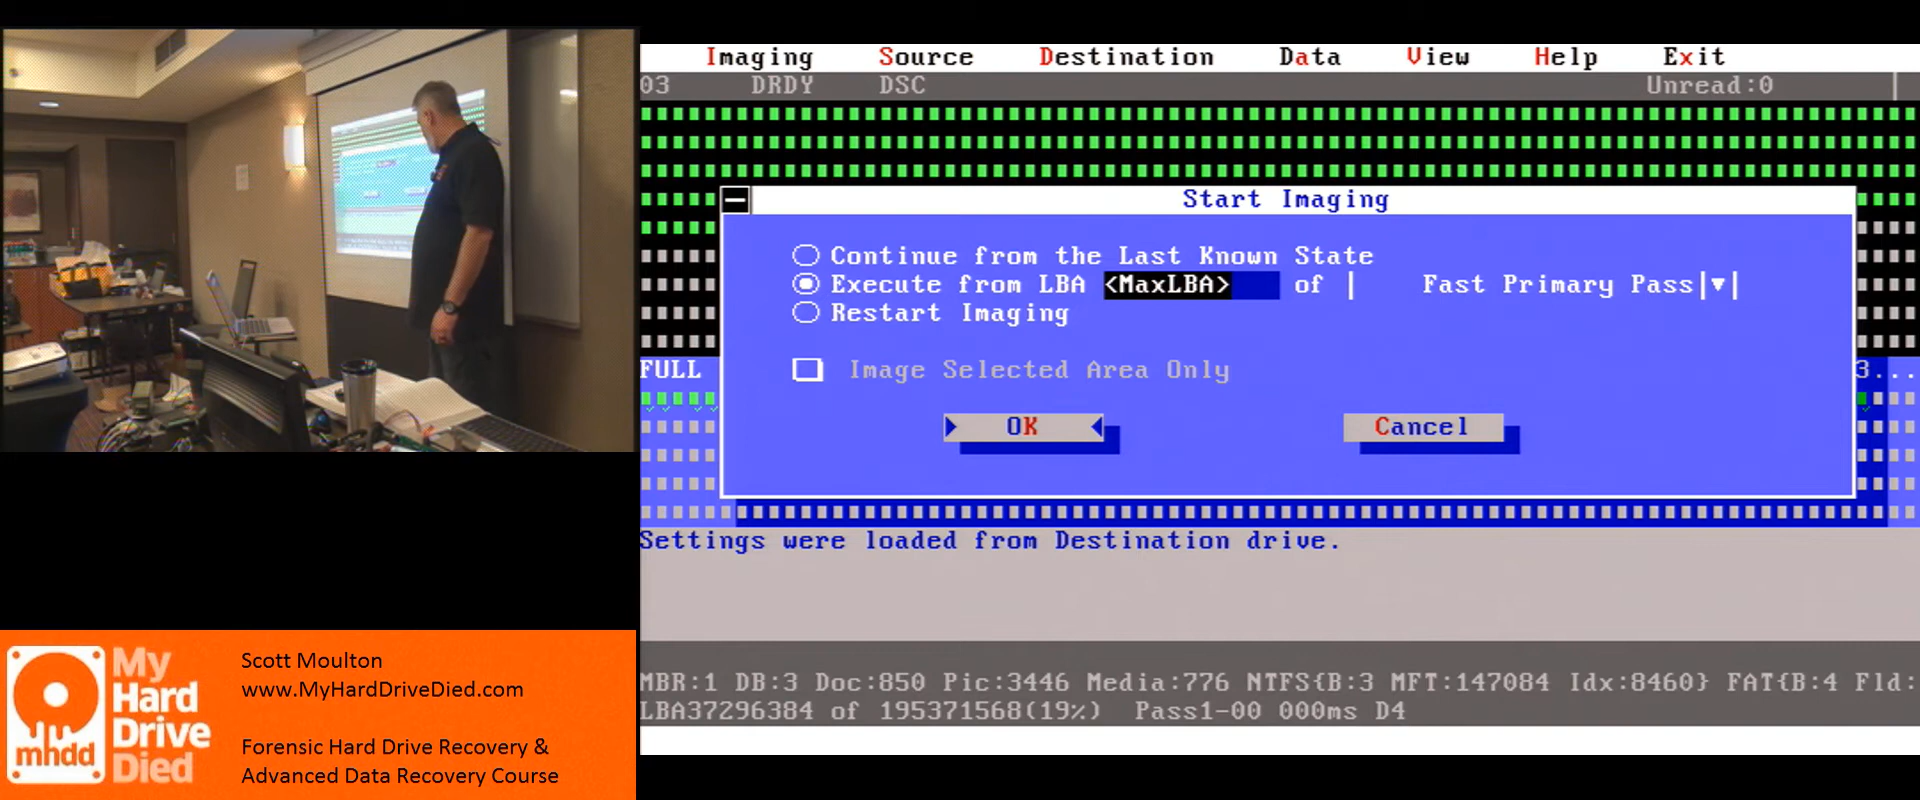 Imaging Source Destination Data View Help Exit
03 DRDY DSC Unread:0
Start Imaging
Continue from the Last Known State
Execute from LBA <MaxLBA> of Fast Primary Pass
Restart Imaging
Image Selected Area Only
OK Cancel
FULL 3...
Settings were loaded from Destination drive.
MBR:1 DB:3 Doc:850 Pic:3446 Media:776 NTFS{B:3 MFT:147084 Idx:8460} FAT{B:4 Fld:
LBA37296384 of 195371568(19%) Pass1-00 000ms D4
My
Hard
Drive
Died
mhdd
Scott Moulton
www.MyHardDriveDied.com
Forensic Hard Drive Recovery &
Advanced Data Recovery Course